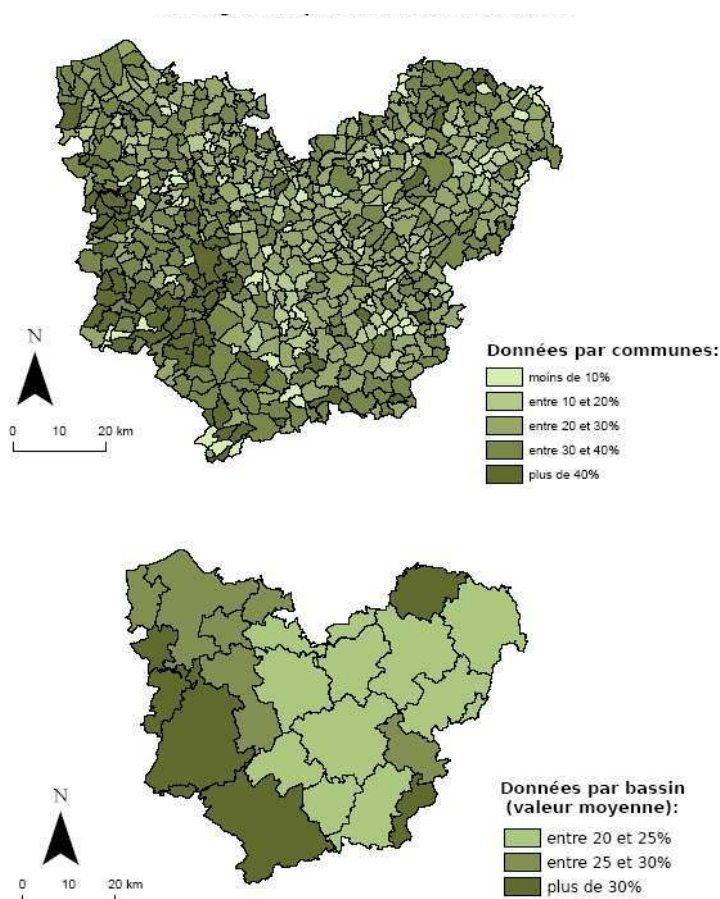 N
0 10 20 km
Données par communes:
moins de 10%
entre 10 et 20%
entre 20 et 30%
entre 30 et 40%
plus de 40%
N
0 10 20 km
Données par bassin
(valeur moyenne):
entre 20 et 25%
entre 25 et 30%
plus de 30%